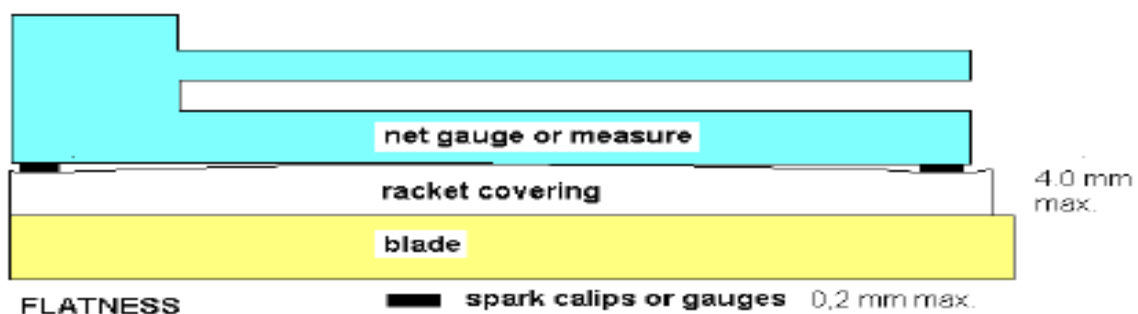 net gauge or measure
racket covering
4.0 mm
max.
blade
FLATNESS
spark calips or gauges 0,2 mm max.